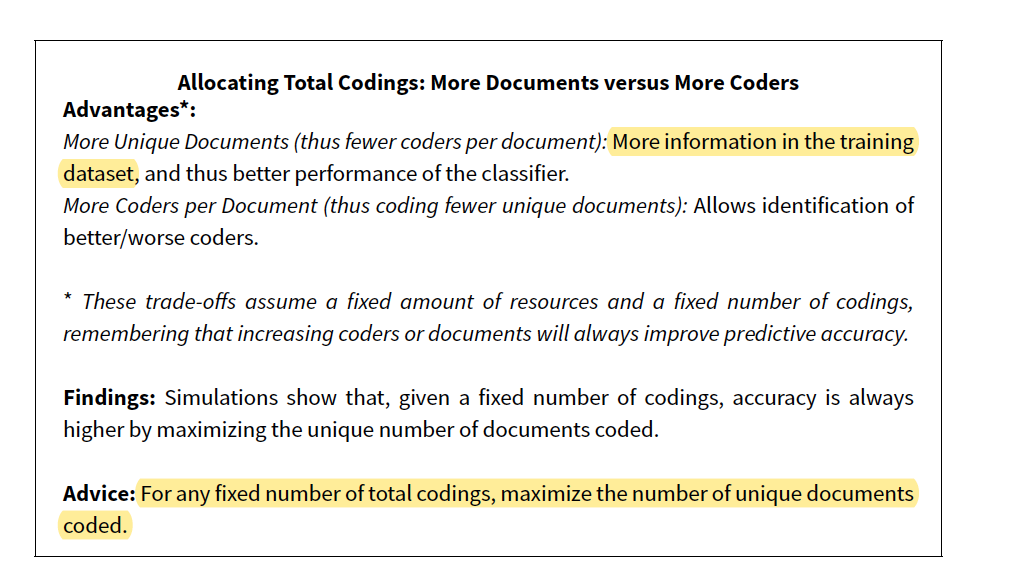 Allocating Total Codings: More Documents versus More Coders
Advantages*:
More Unique Documents (thus fewer coders per document): More information in the training
dataset, and thus better performance of the classifier.
More Coders per Document (thus coding fewer unique documents): Allows identification of
better/worse coders.
* These trade-offs assume a fixed amount of resources and a fixed number of codings,
remembering that increasing coders or documents will always improve predictive accuracy.
Findings: Simulations show that, given a fixed number of codings, accuracy is always
higher by maximizing the unique number of documents coded.
Advice: For any fixed number of total codings, maximize the number of unique documents
coded.